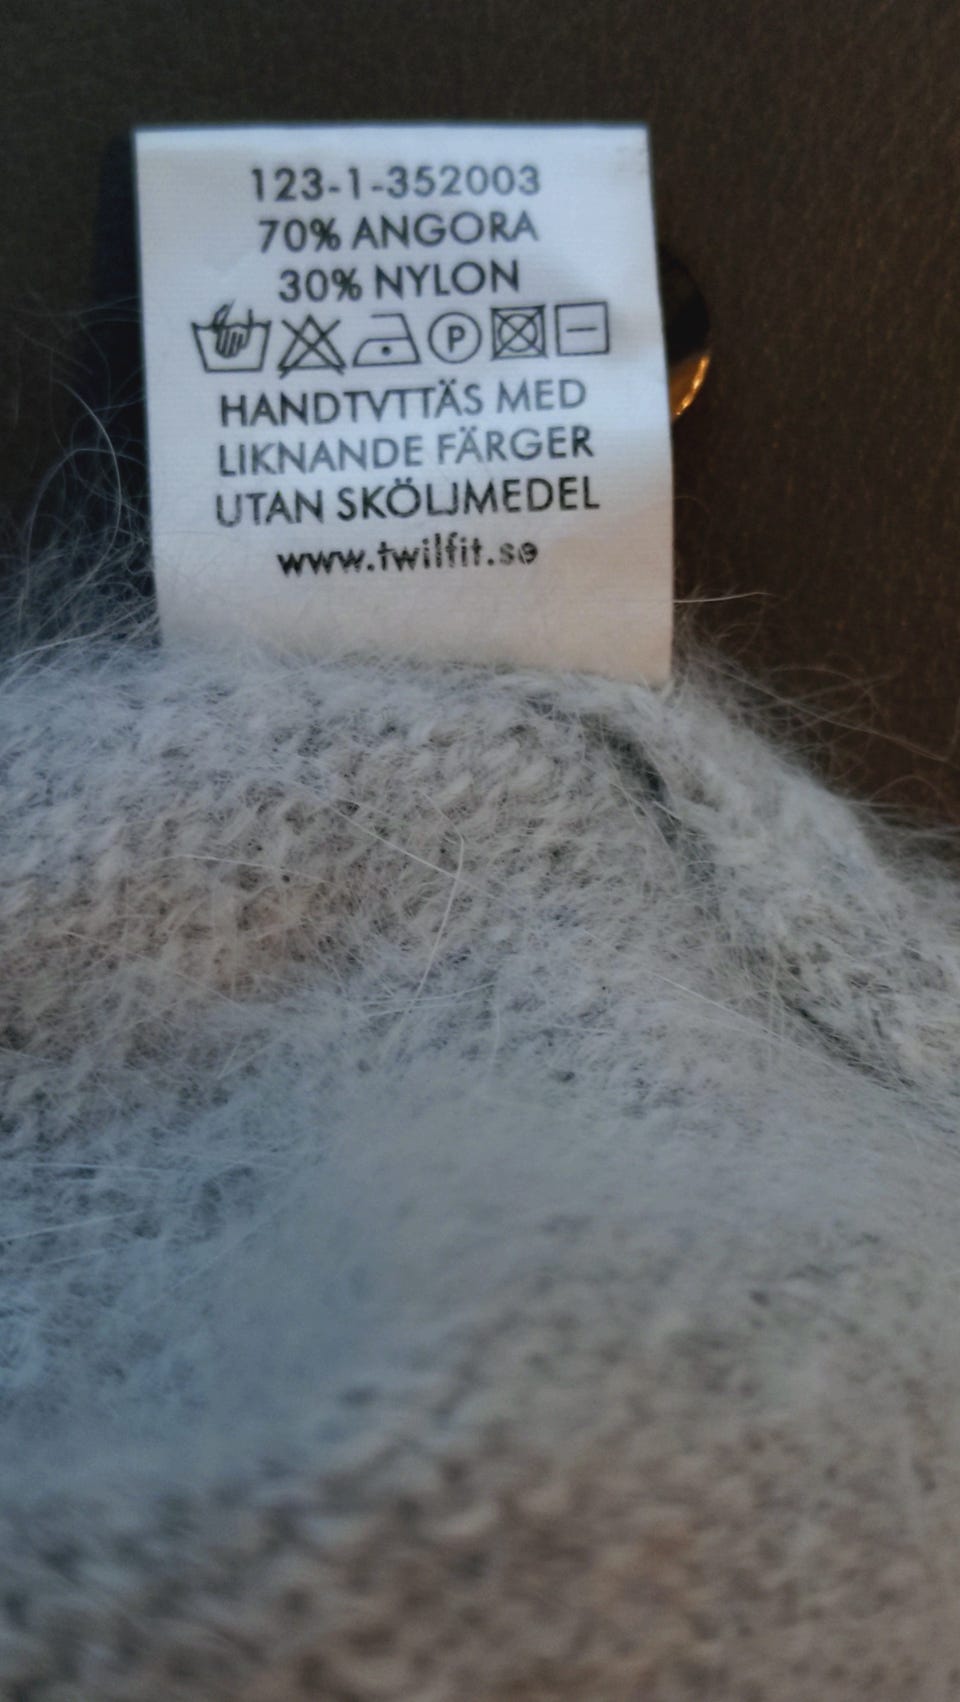 123-1-352003
70% ANGORA
30% NYLON
P
HANDTVTTÄS MED
LIKNANDE FÄRGER
UTAN SKÖLJMEDEL
www.twilfit.se